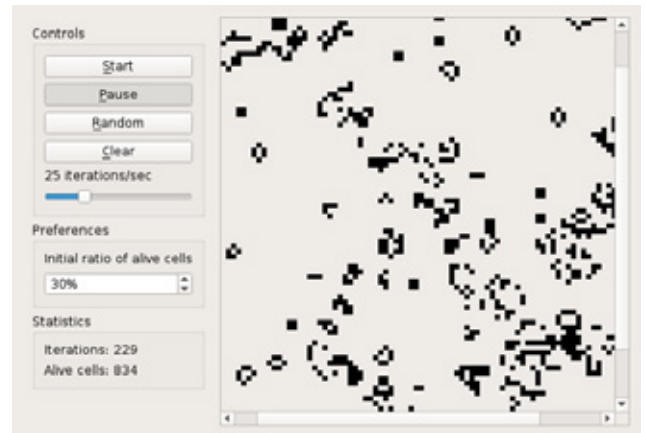 Controls
Start
Pause
Random
Clear
25 iterations/sec
Preferences
Initial ratio of alive cells
30%
Statistics
Iterations: 229
Alive cells: 834